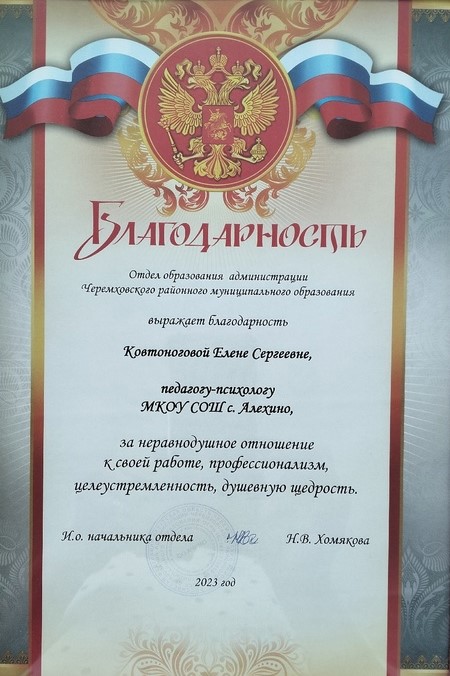 Благодарность
Отдел образования администрации
Черемховского районного муниципального образования
выражает благодарность
Ковтоноговой Елене Сергеевне,
педагогу-психологу
МКОУ СОШ с. Алехино,
за неравнодушное отношение
к своей работе, профессионализм,
целеустремленность, душевную щедрость.
И.о. начальника отдела Н.В. Хомякова
2023 год